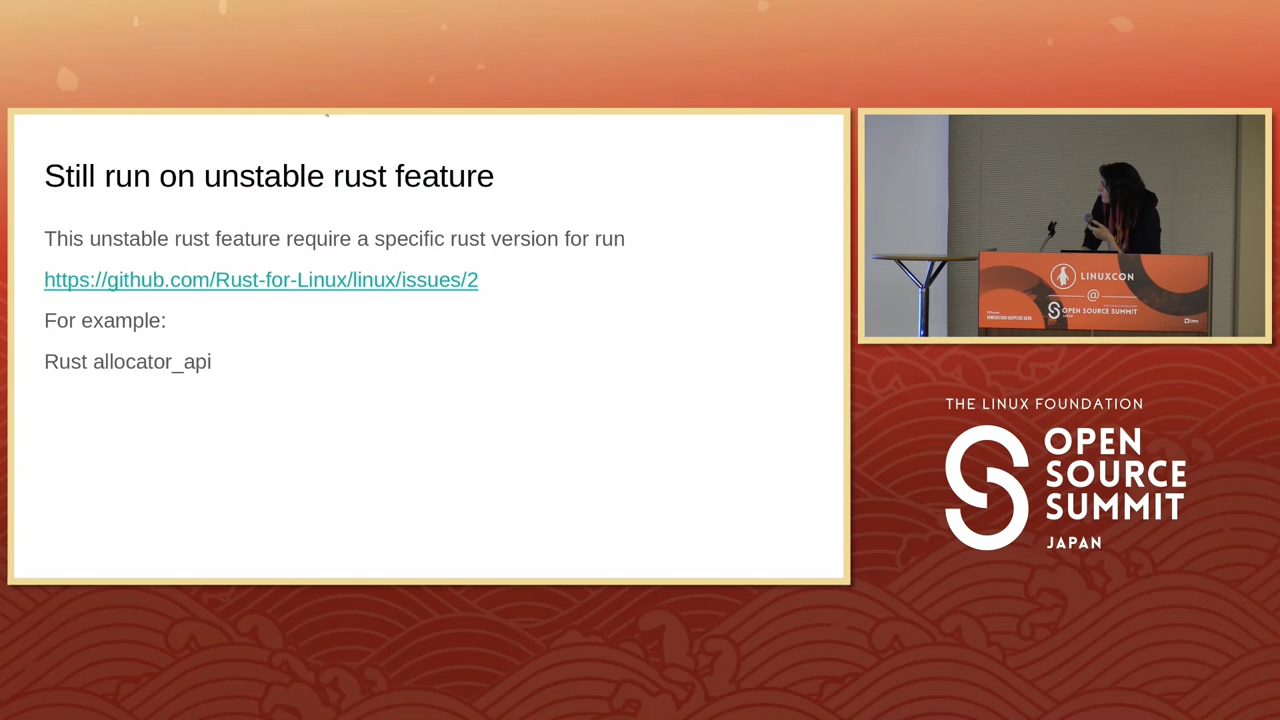 Still run on unstable rust feature
This unstable rust feature require a specific rust version for run
https://github.com/Rust-for-Linux/linux/issues/2
For example:
Rust allocator_api
LINUXCON
@
OPEN SOURCE SUMMIT
THE LINUX FOUNDATION
OPEN
SOURCE
SUMMIT
JAPAN